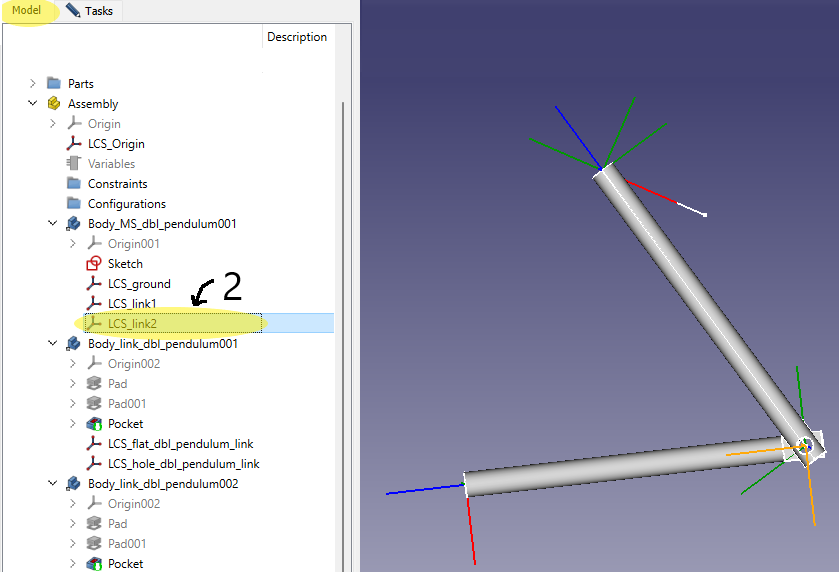 Model Tasks
Description
Parts
Assembly
Origin
LCS_Origin
Variables
Constraints
Configurations
Body_MS_dbl_pendulum001
Origin001
Sketch
LCS_ground
2
LCS_link1
LCS_link2
Body_link_dbl_pendulum001
Origin002
Pad
Pad001
Pocket
LCS_flat_dbl_pendulum_link
LCS_hole_dbl_pendulum_link
Body_link_dbl_pendulum002
Origin002
Pad
Pad001
Pocket